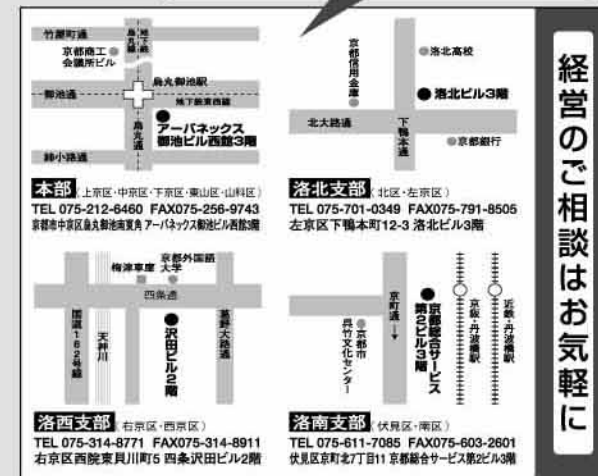 経営のご相談はお気軽に
竹屋町通
烏丸線
地下鉄
京都商工
会議所ビル
烏丸御池駅
御池通
地下鉄東西線
烏丸通
アーバネックス
御池ビル西館3階
姉小路通
本部(上京区・中京区・下京区・東山区・山科区)
TEL 075-212-6460 FAX075-256-9743
京都市中京区烏丸御池南東角 アーバネックス御池ビル西館3階
京都信用金庫
洛北高校
洛北ビル3階
北大路通
下鴨本通
京都銀行
洛北支部(北区・左京区)
TEL 075-701-0349 FAX075-791-8505
左京区下鴨本町12-3 洛北ビル3階
京都外国語
大学
梅津車庫
四条通
国道162号線
天神川
沢田ビル2階
葛野大路通
洛西支部(右京区・西京区)
TEL 075-314-8771 FAX075-314-8911
右京区西院東貝川町5 四条沢田ビル2階
京町通→
京都市
呉竹文化センター
京都総合サービス
第2ビル3階
京阪・丹波橋駅
近鉄・丹波橋駅
洛南支部(伏見区・南区)
TEL 075-611-7085 FAX075-603-2601
伏見区京町北7丁目11 京都総合サービス第2ビル3階